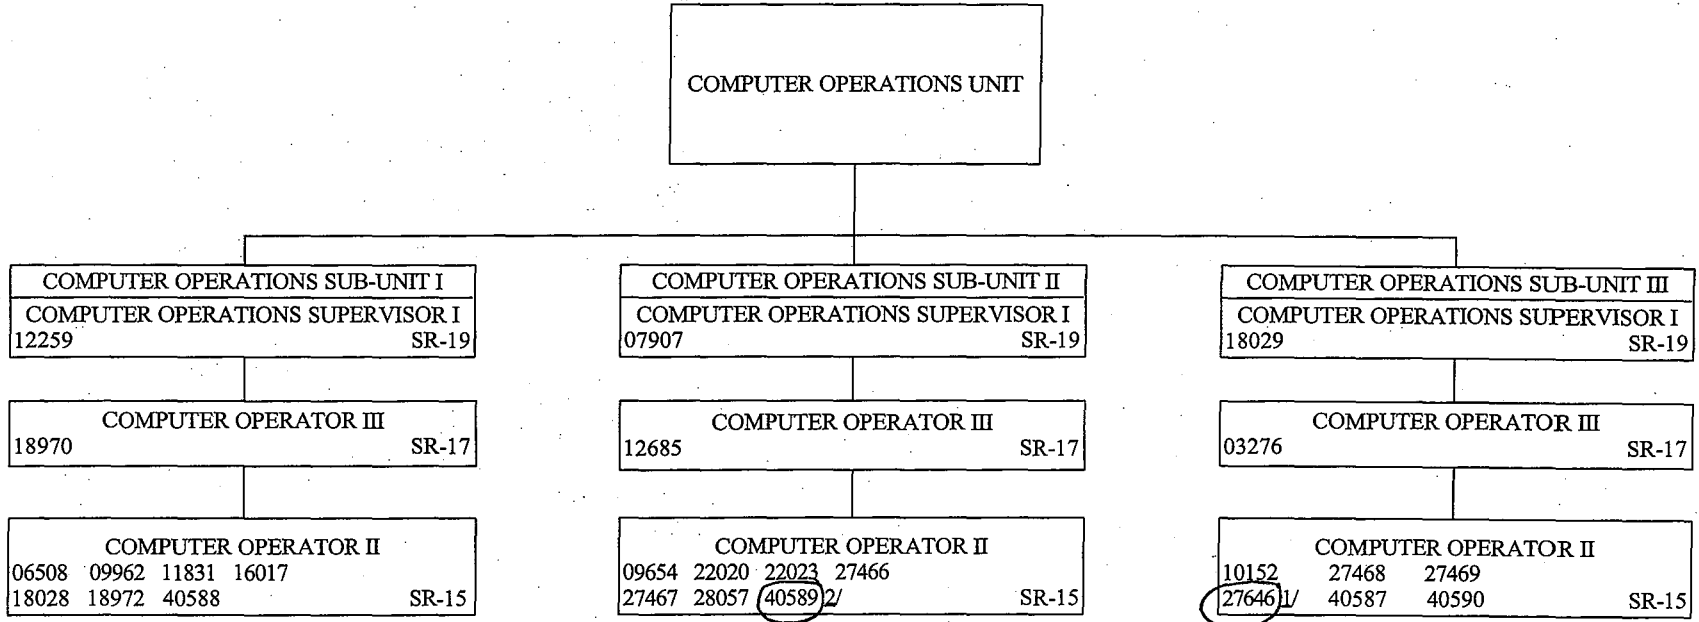 COMPUTER OPERATIONS UNIT
COMPUTER OPERATIONS SUB-UNIT I
COMPUTER OPERATIONS SUPERVISOR I
12259 SR-19
COMPUTER OPERATOR III
18970 SR-17
COMPUTER OPERATOR II
06508 09962 11831 16017
18028 18972 40588 SR-15
COMPUTER OPERATIONS SUB-UNIT II
COMPUTER OPERATIONS SUPERVISOR I
07907 SR-19
COMPUTER OPERATOR III
12685 SR-17
COMPUTER OPERATOR II
09654 22020 22023 27466
27467 28057 40589 2/ SR-15
COMPUTER OPERATIONS SUB-UNIT III
COMPUTER OPERATIONS SUPERVISOR I
18029 SR-19
COMPUTER OPERATOR III
03276 SR-17
COMPUTER OPERATOR II
10152 27468 27469
27646 1/ 40587 40590 SR-15